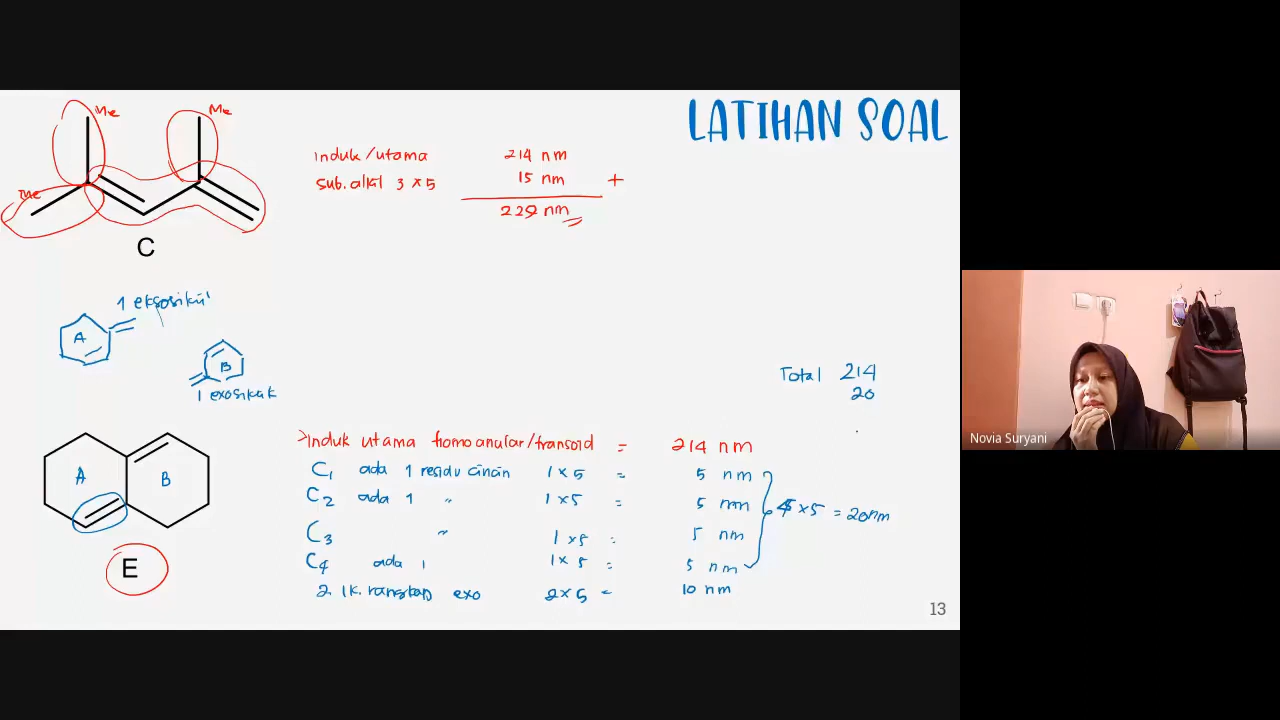 LATIHAN SOAL
Me Me
Me
C
Induk/utama 214 nm
Sub. alkil 3 x 5 15 nm +
229 nm
1 eksosiklik
A
B
1 exosiklik
A B
E
Total 214
20
>Induk utama homoanular/transoid = 214 nm
C1 ada 1 residu cincin 1 x 5 = 5 nm
C2 ada 1 " 1 x 5 = 5 nm
C3 " 1 x 5 = 5 nm
C4 ada 1 1 x 5 = 5 nm
4 x 5 = 20 nm
2 ik. rangkap exo 2 x 5 = 10 nm
13
Novia Suryani